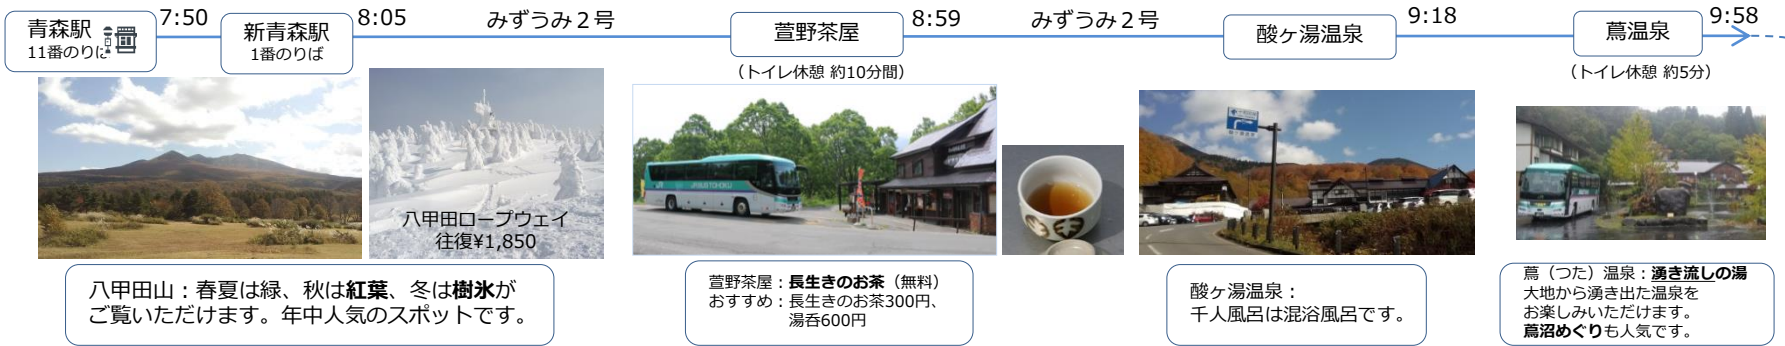 青森駅
11番のりば
7:50
新青森駅
1番のりば
8:05
みずうみ２号
萱野茶屋
（トイレ休憩 約10分間）
8:59
みずうみ２号
酸ヶ湯温泉
9:18
蔦温泉
（トイレ休憩 約5分）
9:58
八甲田ロープウェイ
往復¥1,850
JRBUS TOHOKU
酸ヶ湯温泉
八甲田山：春夏は緑、秋は紅葉、冬は樹氷が
ご覧いただけます。年中人気のスポットです。
萱野茶屋：長生きのお茶（無料）
おすすめ：長生きのお茶300円、
湯呑600円
酸ヶ湯温泉：
千人風呂は混浴風呂です。
蔦（つた）温泉：湧き流しの湯
大地から湧き出た温泉を
お楽しみいただけます。
蔦沼めぐりも人気です。